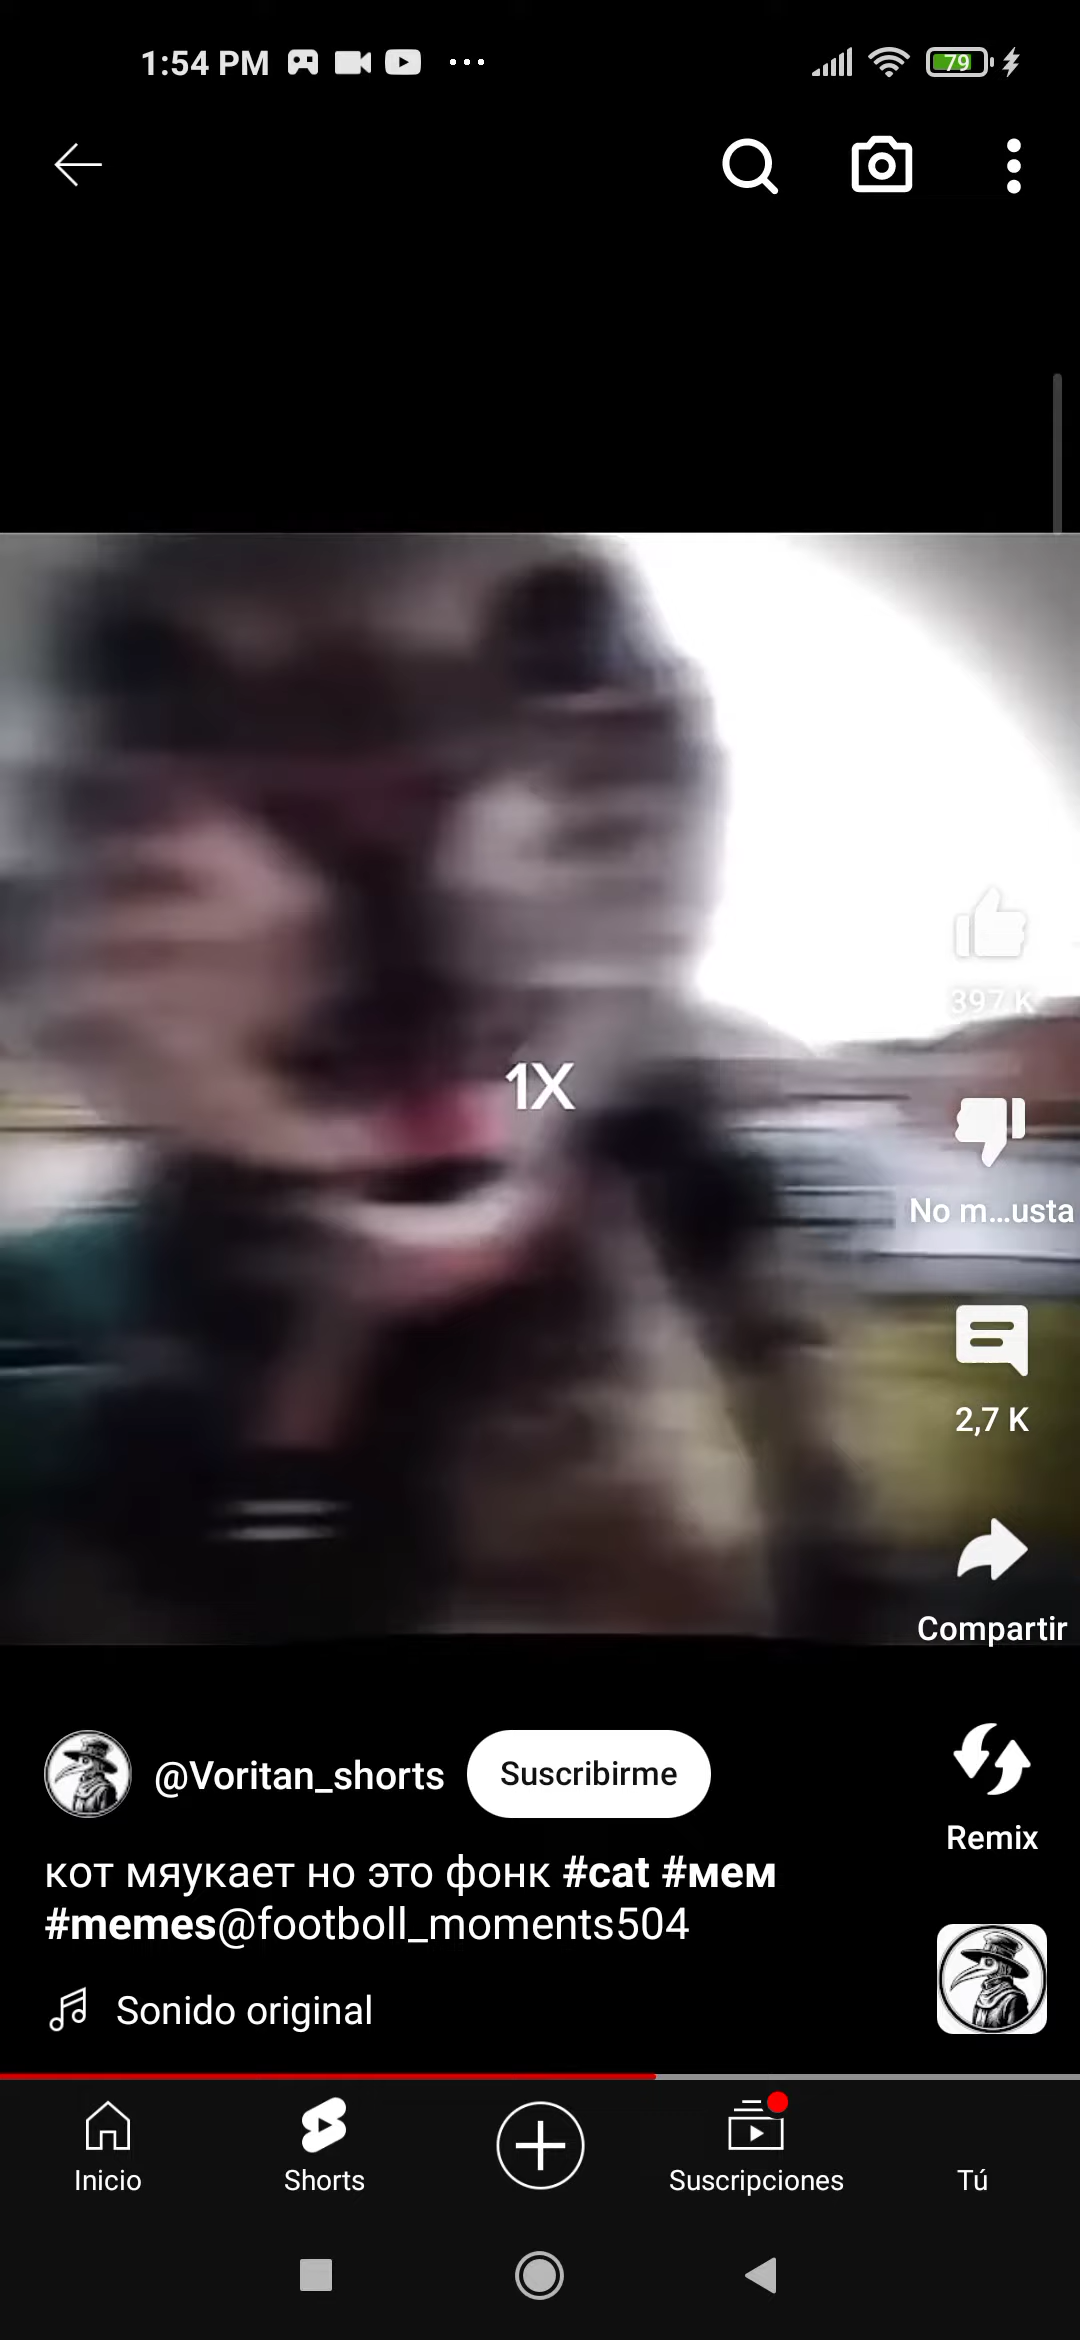 1:54 PM
79
1X
397 K
No m...usta
2,7 K
Compartir
@Voritan_shorts
Suscribirme
Remix
кот мяукает но это фонк #cat #мем
#memes@footboll_moments504
Sonido original
Inicio
Shorts
Suscripciones
Tú